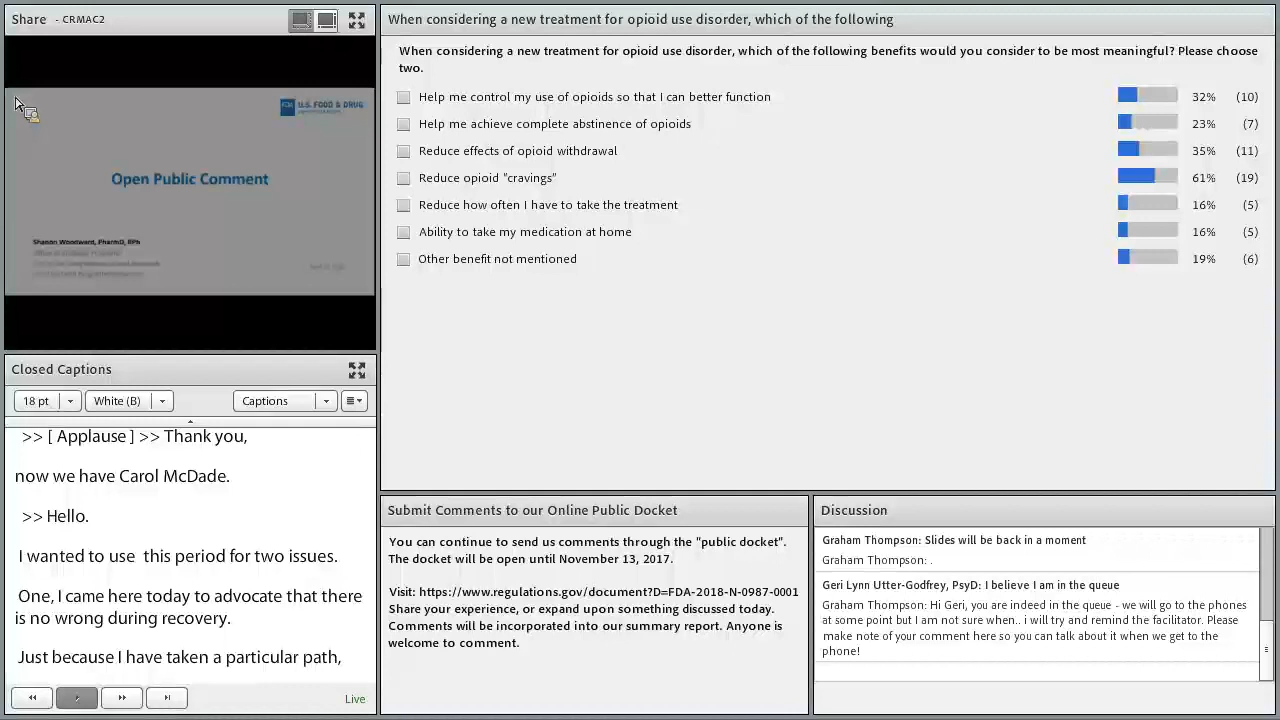 Share - CRMAC2
FDA U.S. FOOD & DRUG
Open Public Comment
Sharon Woodward, PharmD, RPh
Closed Captions
18 pt White (B) Captions
>> [ Applause ] >> Thank you,
now we have Carol McDade.
>> Hello.
I wanted to use this period for two issues.
One, I came here today to advocate that there
is no wrong during recovery.
Just because I have taken a particular path,
Live
When considering a new treatment for opioid use disorder, which of the following
When considering a new treatment for opioid use disorder, which of the following benefits would you consider to be most meaningful? Please choose
two.
Help me control my use of opioids so that I can better function 32% (10)
Help me achieve complete abstinence of opioids 23% (7)
Reduce effects of opioid withdrawal 35% (11)
Reduce opioid "cravings" 61% (19)
Reduce how often I have to take the treatment 16% (5)
Ability to take my medication at home 16% (5)
Other benefit not mentioned 19% (6)
Submit Comments to our Online Public Docket
You can continue to send us comments through the "public docket".
The docket will be open until November 13, 2017.
Visit: https://www.regulations.gov/document?D=FDA-2018-N-0987-0001
Share your experience, or expand upon something discussed today.
Comments will be incorporated into our summary report. Anyone is
welcome to comment.
Discussion
Graham Thompson: Slides will be back in a moment
Graham Thompson: .
Geri Lynn Utter-Godfrey, PsyD: I believe I am in the queue
Graham Thompson: Hi Geri, you are indeed in the queue - we will go to the phones
at some point but I am not sure when.. i will try and remind the facilitator. Please
make note of your comment here so you can talk about it when we get to the
phone!